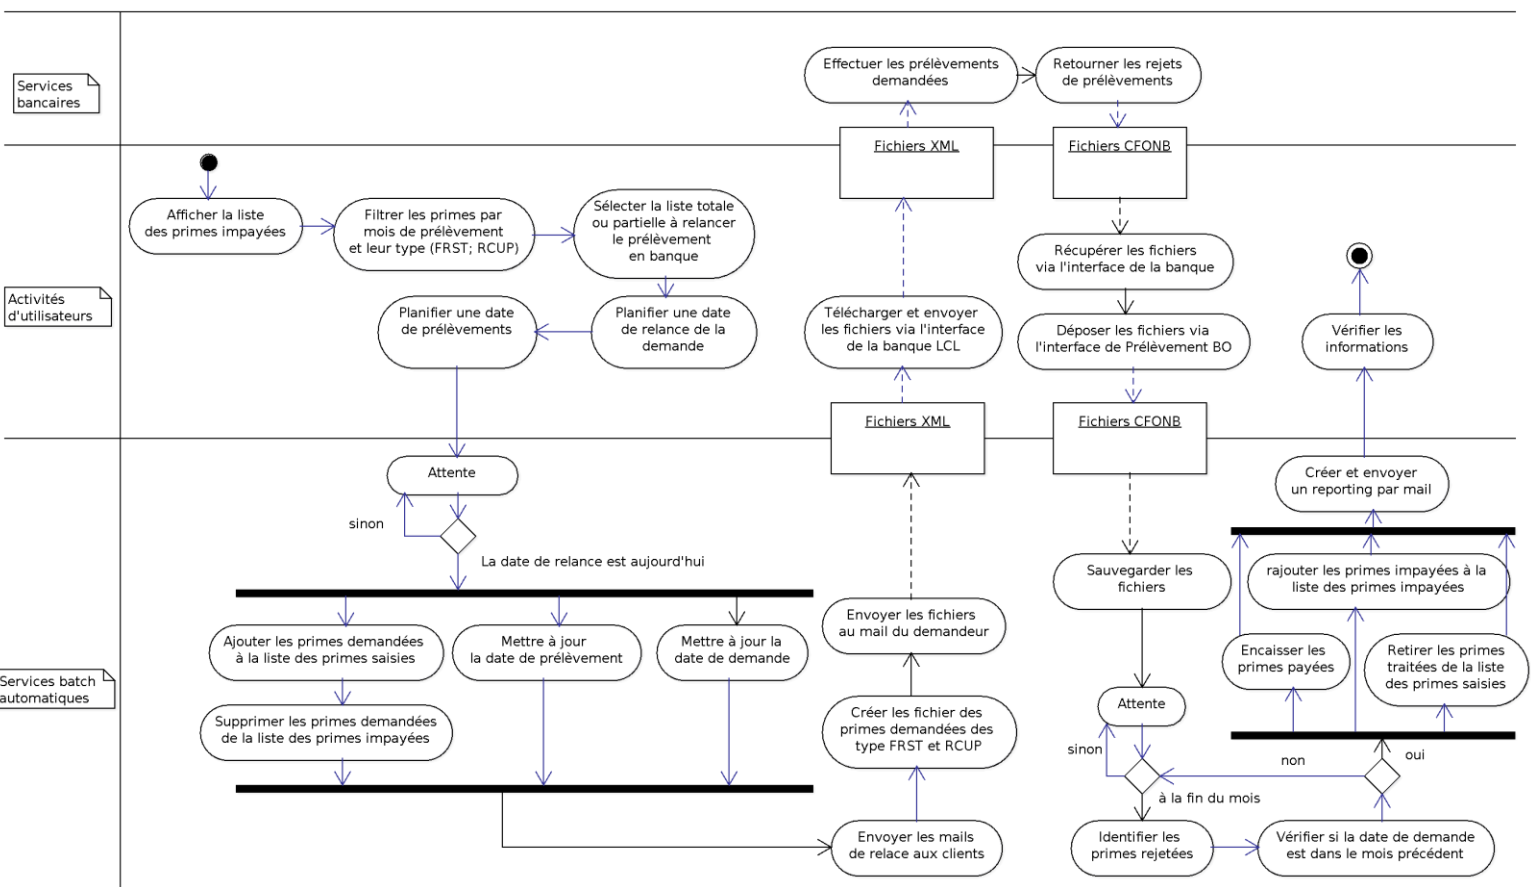 Services
bancaires
Effectuer les prélèvements
demandées
Retourner les rejets
de prélèvements
Fichiers XML
Fichiers CFONB
Activités
d'utilisateurs
Afficher la liste
des primes impayées
Filtrer les primes par
mois de prélèvement
et leur type (FRST; RCUP)
Sélecter la liste totale
ou partielle à relancer
le prélèvement
en banque
Planifier une date
de prélèvements
Planifier une date
de relance de la
demande
Télécharger et envoyer
les fichiers via l'interface
de la banque LCL
Récupérer les fichiers
via l'interface de la banque
Déposer les fichiers via
l'interface de Prélèvement BO
Vérifier les
informations
Fichiers XML
Fichiers CFONB
Services batch
automatiques
Attente
sinon
La date de relance est aujourd'hui
Ajouter les primes demandées
à la liste des primes saisies
Mettre à jour
la date de prélèvement
Mettre à jour la
date de demande
Supprimer les primes demandées
de la liste des primes impayées
Envoyer les fichiers
au mail du demandeur
Créer les fichier des
primes demandées des
type FRST et RCUP
Envoyer les mails
de relace aux clients
Sauvegarder les
fichiers
Attente
sinon
à la fin du mois
Identifier les
primes rejetées
Vérifier si la date de demande
est dans le mois précédent
non
oui
Encaisser les
primes payées
rajouter les primes impayées à la
liste des primes impayées
Retirer les primes
traitées de la liste
des primes saisies
Créer et envoyer
un reporting par mail